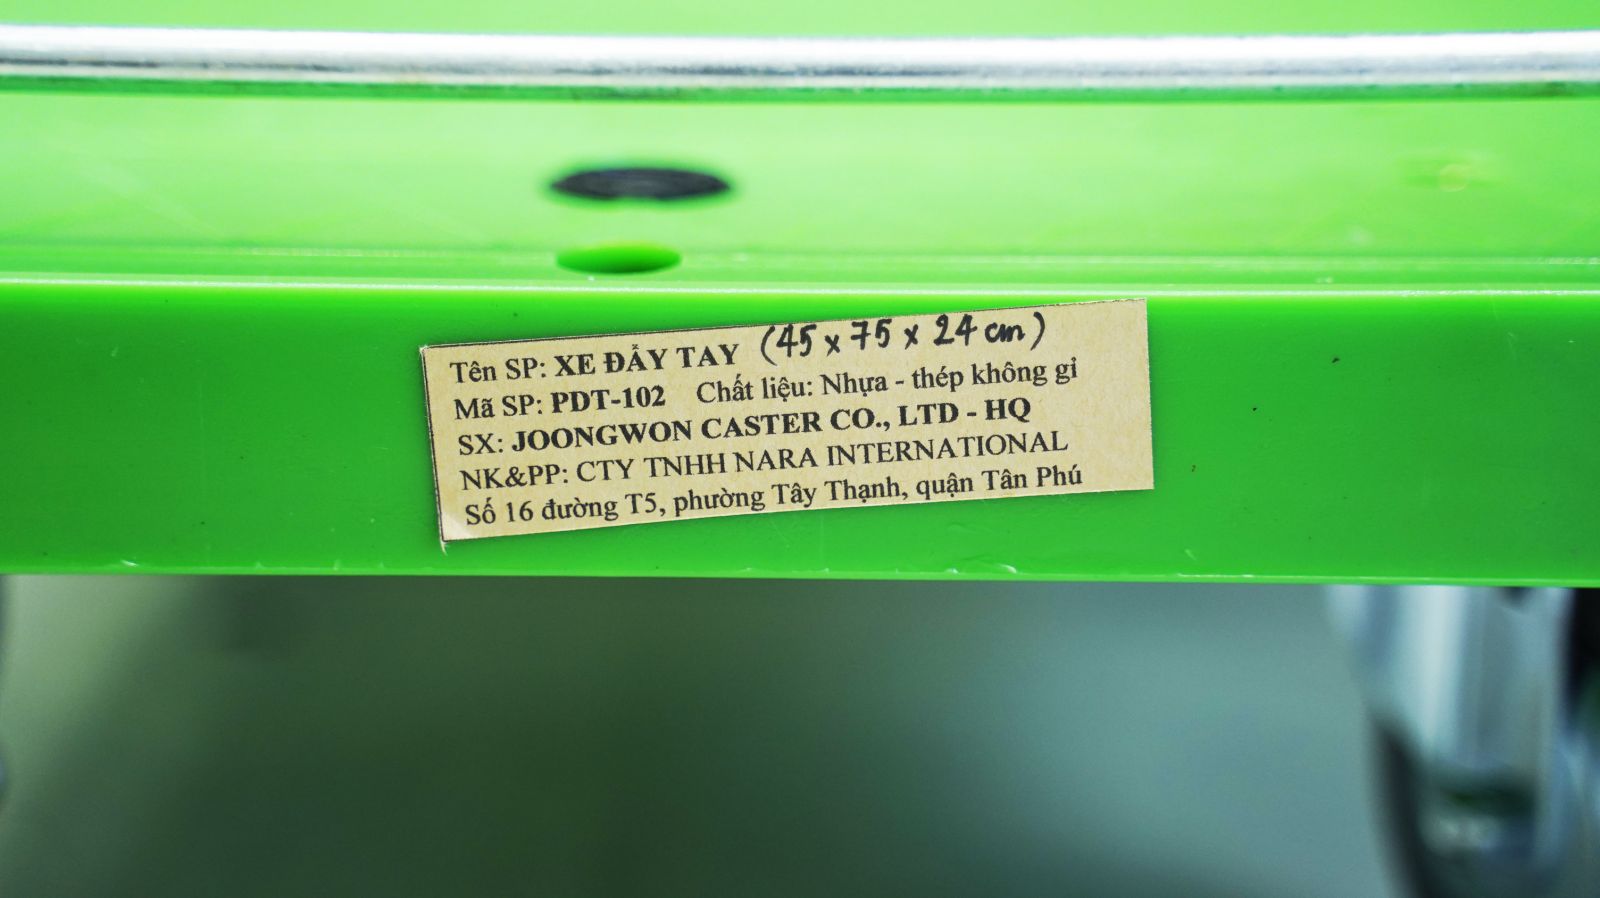 Tên SP: XE ĐẨY TAY (45 x 75 x 24 cm)
Mã SP: PDT-102 Chất liệu: Nhựa - thép không gỉ
SX: JOONGWON CASTER CO., LTD - HQ
NK&PP: CTY TNHH NARA INTERNATIONAL
Số 16 đường T5, phường Tây Thạnh, quận Tân Phú